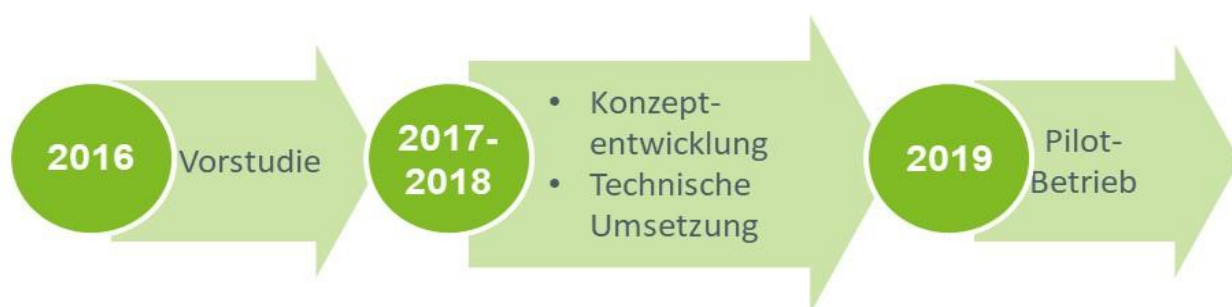 2016
Vorstudie
2017-
2018
• Konzept-
entwicklung
• Technische
Umsetzung
2019
Pilot-
Betrieb